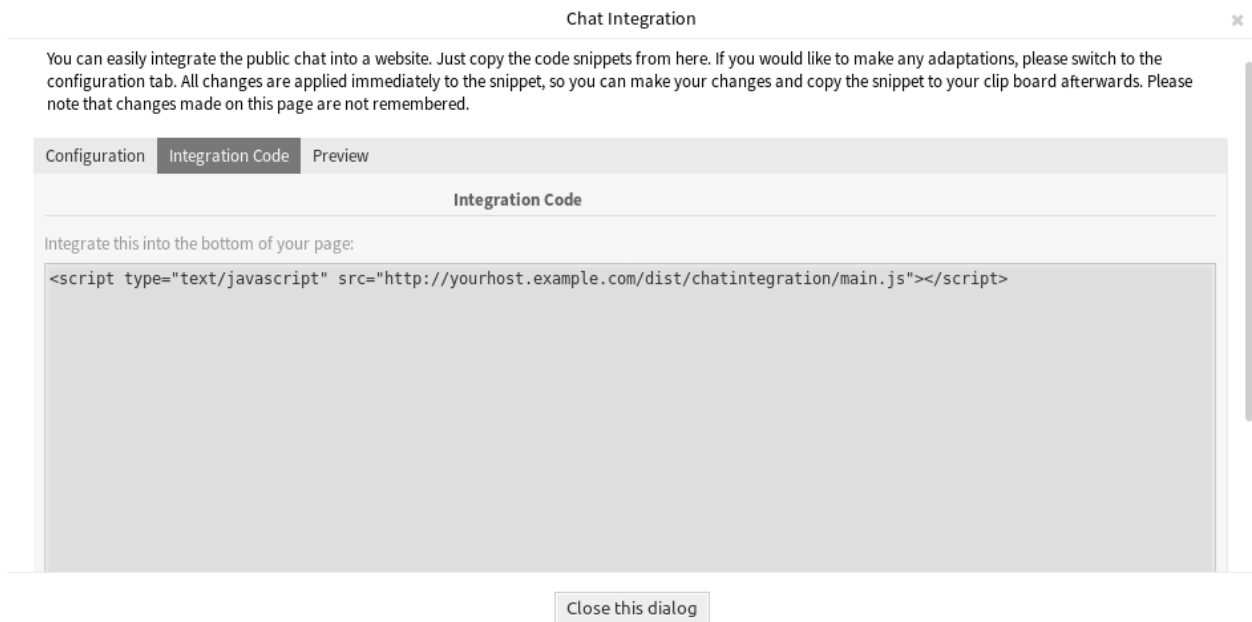 Chat Integration
You can easily integrate the public chat into a website. Just copy the code snippets from here. If you would like to make any adaptations, please switch to the
configuration tab. All changes are applied immediately to the snippet, so you can make your changes and copy the snippet to your clip board afterwards. Please
note that changes made on this page are not remembered.
Configuration Integration Code Preview
Integration Code
Integrate this into the bottom of your page:
<script type="text/javascript" src="http://yourhost.example.com/dist/chatintegration/main.js"></script>
Close this dialog